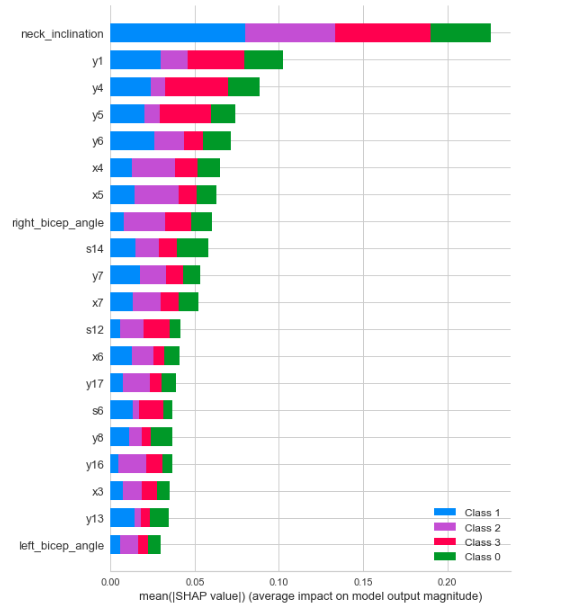 neck_inclination
y1
y4
y5
y6
x4
x5
right_bicep_angle
s14
y7
x7
s12
x6
y17
s6
y8
y16
x3
y13
left_bicep_angle
Class 1
Class 2
Class 3
Class 0
0.00 0.05 0.10 0.15 0.20
mean(|SHAP value|) (average impact on model output magnitude)